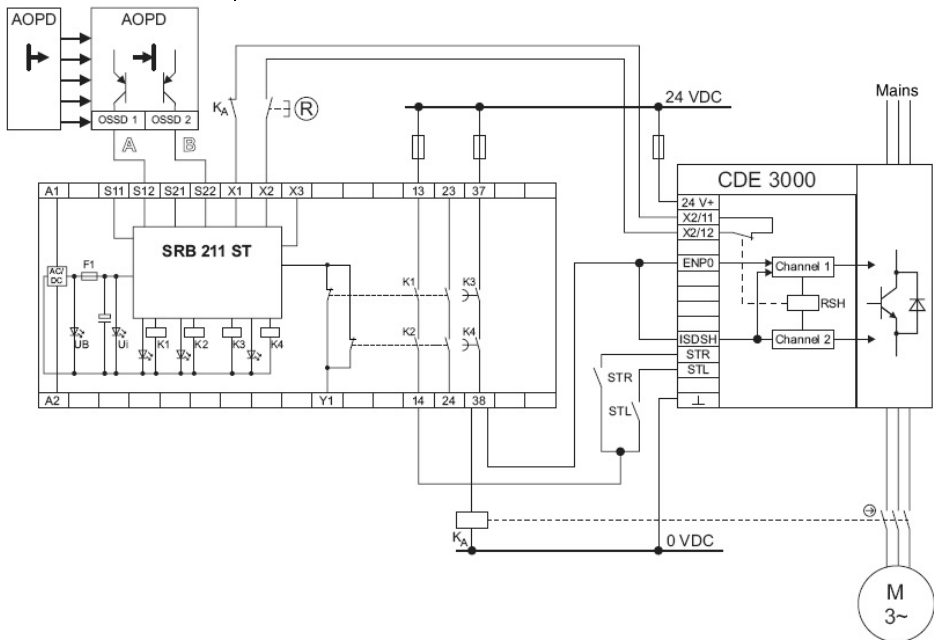 AOPD
AOPD
OSSD 1
OSSD 2
A
B
KA
R
24 VDC
Mains
A1
S11
S12
S21
S22
X1
X2
X3
13
23
37
SRB 211 ST
AC/
DC
F1
UB
Ui
K1
K2
K3
K4
K1
K3
K2
K4
A2
Y1
14
24
38
CDE 3000
24 V+
X2/11
X2/12
ENP0
ISDSH
STR
STL
⊥
Channel 1
RSH
Channel 2
STR
STL
KA
0 VDC
M
3~